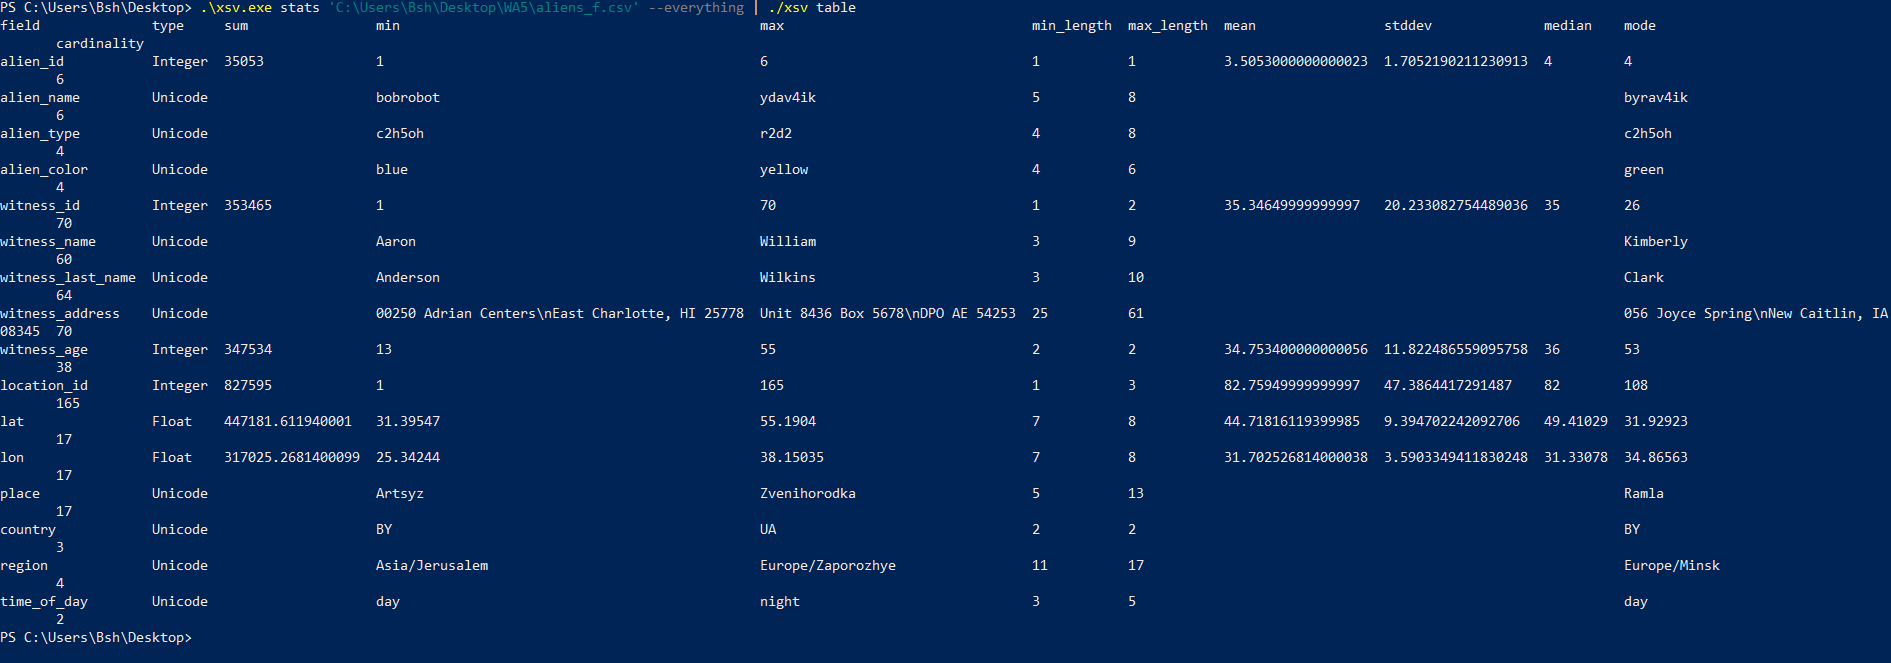 PS C:\Users\Bsh\Desktop> .\xsv.exe stats 'C:\Users\Bsh\Desktop\WA5\aliens_f.csv' --everything | ./xsv table
field type sum min max min_length max_length mean stddev median mode
cardinality
alien_id Integer 35053 1 6 1 1 3.5053000000000023 1.7052190211230913 4 4
6
alien_name Unicode bobrobot ydav4ik 5 8 byrav4ik
6
alien_type Unicode c2h5oh r2d2 4 8 c2h5oh
4
alien_color Unicode blue yellow 4 6 green
4
witness_id Integer 353465 1 70 1 2 35.34649999999997 20.233082754489036 35 26
70
witness_name Unicode Aaron William 3 9 Kimberly
60
witness_last_name Unicode Anderson Wilkins 3 10 Clark
64
witness_address Unicode 00250 Adrian Centers\nEast Charlotte, HI 25778 Unit 8436 Box 5678\nDPO AE 54253 25 61 056 Joyce Spring\nNew Caitlin, IA
08345 70
witness_age Integer 347534 13 55 2 2 34.753400000000056 11.822486559095758 36 53
38
location_id Integer 827595 1 165 1 3 82.75949999999997 47.3864417291487 82 108
165
lat Float 447181.611940001 31.39547 55.1904 7 8 44.71816119399985 9.394702242092706 49.41029 31.92923
17
lon Float 317025.2681400099 25.34244 38.15035 7 8 31.702526814000038 3.5903349411830248 31.33078 34.86563
17
place Unicode Artsyz Zvenihorodka 5 13 Ramla
17
country Unicode BY UA 2 2 BY
3
region Unicode Asia/Jerusalem Europe/Zaporozhye 11 17 Europe/Minsk
4
time_of_day Unicode day night 3 5 day
2
PS C:\Users\Bsh\Desktop>